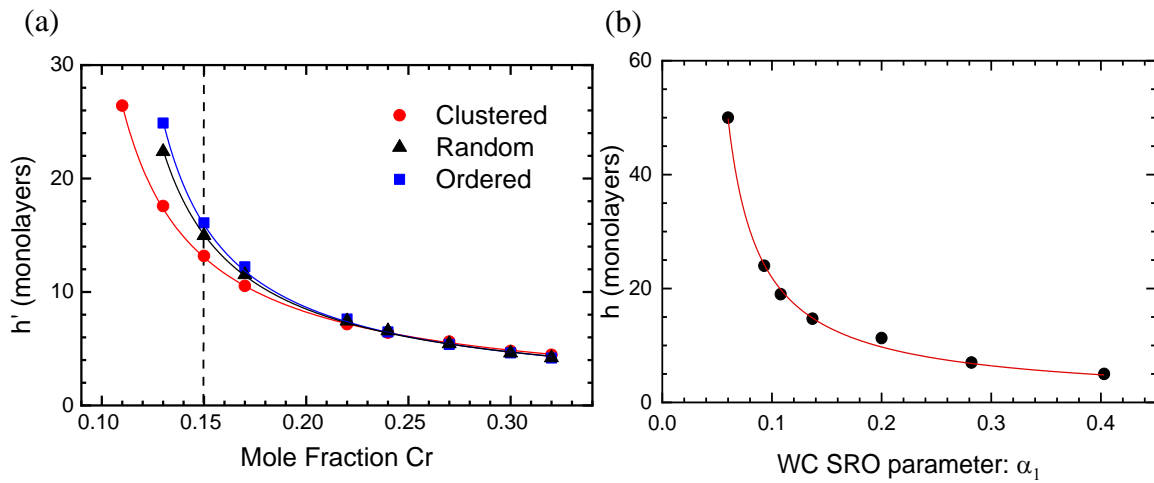 (a)
30
20
10
0
h' (monolayers)
0.10 0.15 0.20 0.25 0.30
Mole Fraction Cr
Clustered
Random
Ordered
(b)
60
40
20
0
h (monolayers)
0.0 0.1 0.2 0.3 0.4
WC SRO parameter: α₁